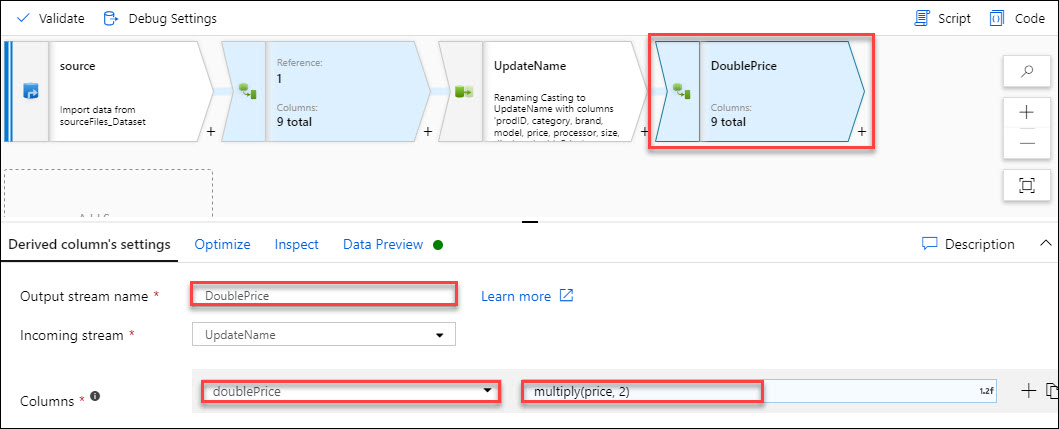 Validate Debug Settings Script Code
source
Import data from
sourceFiles_Dataset
+
Reference:
1
Columns:
9 total
+
UpdateName
Renaming Casting to
UpdateName with columns
'prodID, category, brand,
model, price, processor, size,
+
DoublePrice
Columns:
9 total
+
Derived column's settings Optimize Inspect Data Preview Description
Output stream name * DoublePrice Learn more
Incoming stream * UpdateName
Columns * doublePrice multiply(price, 2) 1.2f